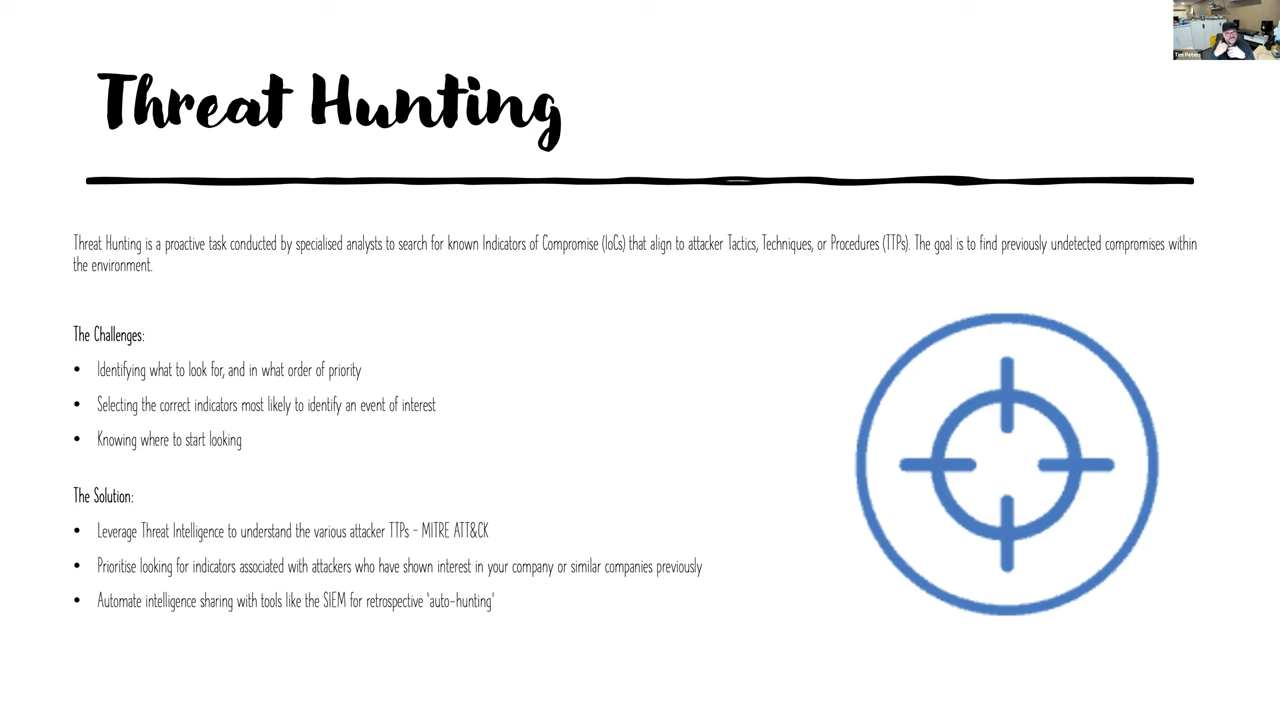 Tim Peters
Threat Hunting
Threat Hunting is a proactive task conducted by specialised analysts to search for known Indicators of Compromise (IoCs) that align to attacker Tactics, Techniques, or Procedures (TTPs). The goal is to find previously undetected compromises within
the environment.
The Challenges:
• Identifying what to look for, and in what order of priority
• Selecting the correct indicators most likely to identify an event of interest
• Knowing where to start looking
The Solution:
• Leverage Threat Intelligence to understand the various attacker TTPs - MITRE ATT&CK
• Prioritise looking for indicators associated with attackers who have shown interest in your company or similar companies previously
• Automate intelligence sharing with tools like the SIEM for retrospective 'auto-hunting'